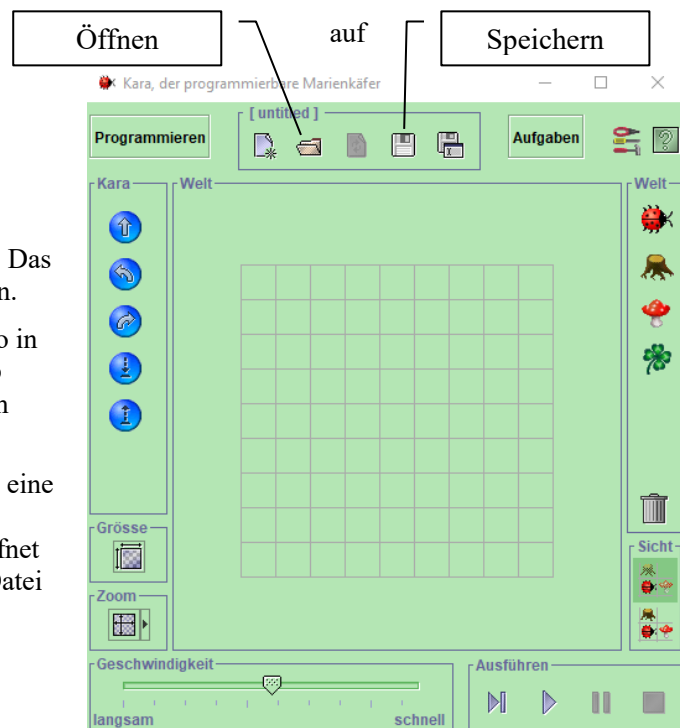 Öffnen
auf
Speichern
Kara, der programmierbare Marienkäfer
[ untitled ]
Programmieren
Aufgaben
Kara
Welt
Welt
Das
n.
o in
o
n
eine
fnet
Datei
Grösse
Zoom
Sicht
Geschwindigkeit
langsam
schnell
Ausführen